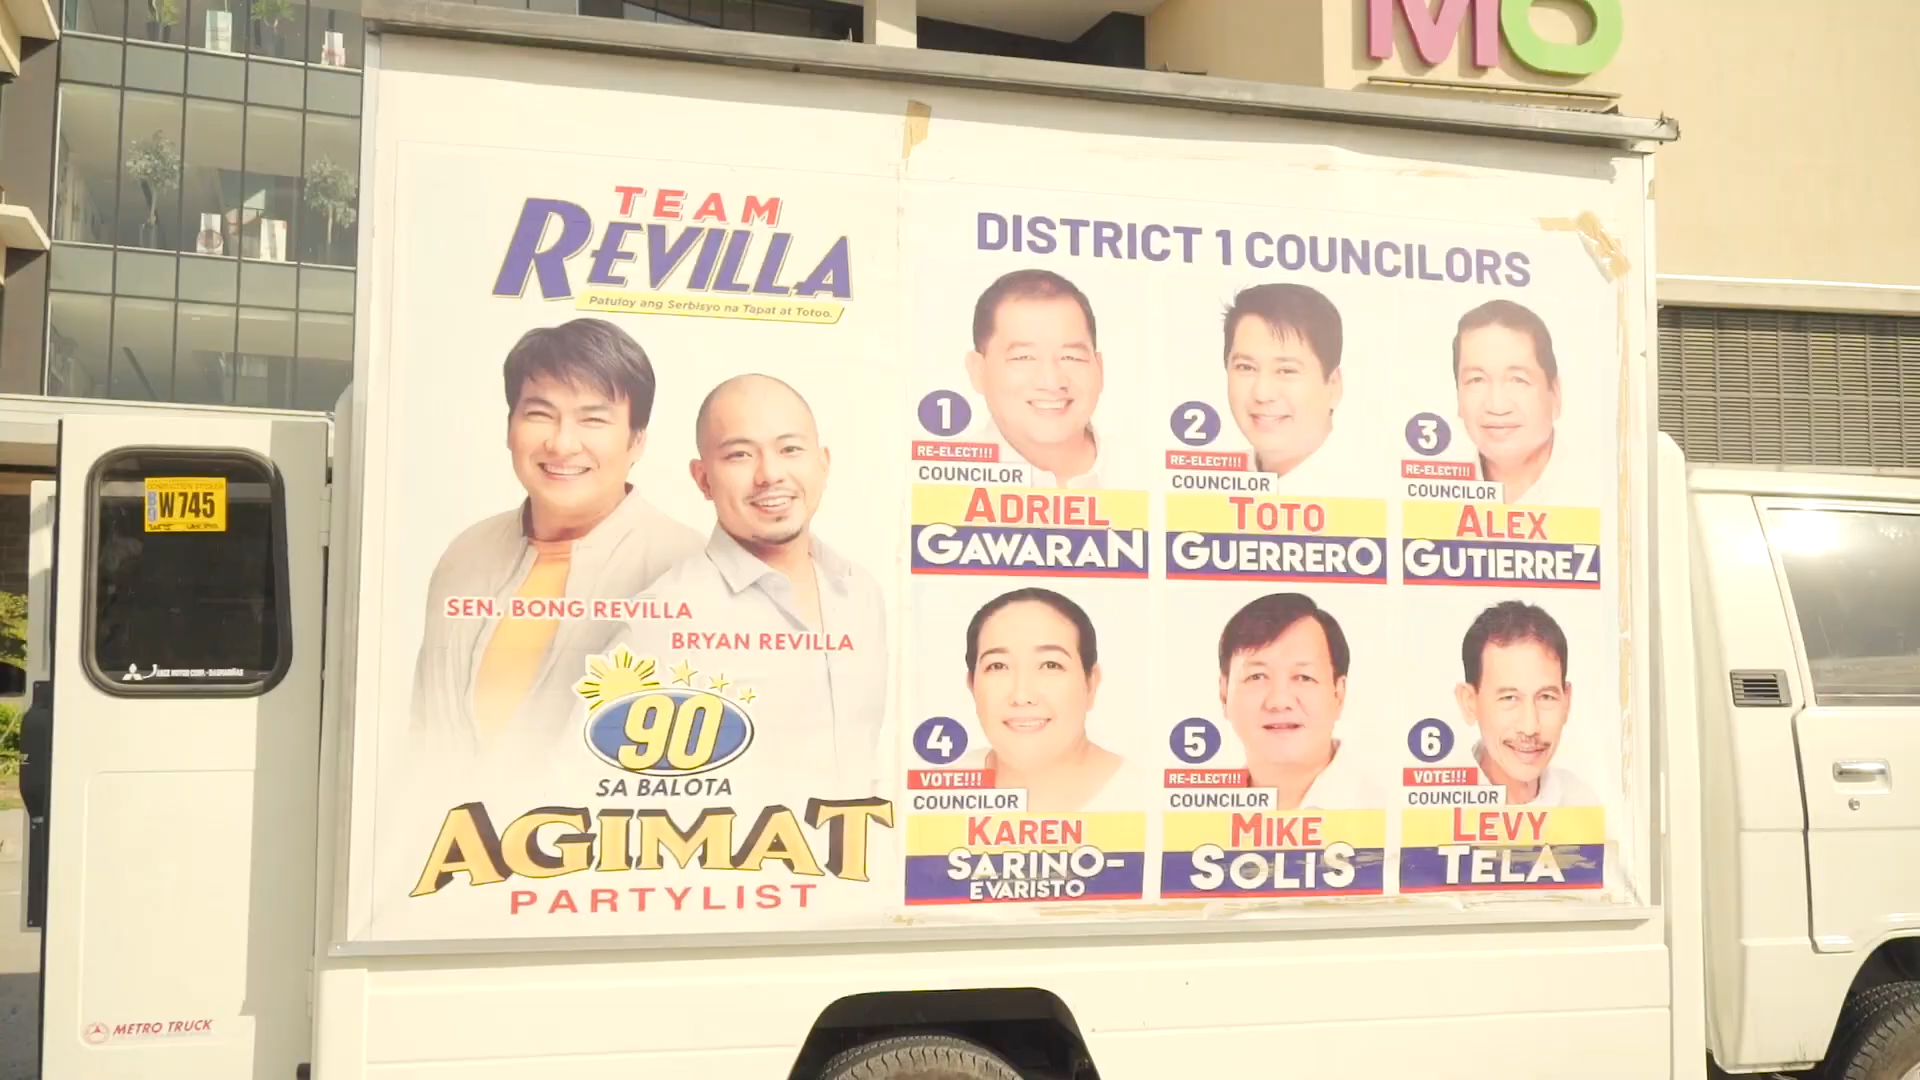 MO
TEAM
REVILLA
Patuloy ang Serbisyo na Tapat at Totoo.
SEN. BONG REVILLA
BRYAN REVILLA
90
SA BALOTA
AGIMAT
PARTYLIST
DISTRICT 1 COUNCILORS
1
RE-ELECT!!!
COUNCILOR
ADRIEL
GAWARAN
2
RE-ELECT!!!
COUNCILOR
TOTO
GUERRERO
3
RE-ELECT!!!
COUNCILOR
ALEX
GUTIERREZ
4
VOTE!!!
COUNCILOR
KAREN
SARINO-
EVARISTO
5
RE-ELECT!!!
COUNCILOR
MIKE
SOLIS
6
VOTE!!!
COUNCILOR
LEVY
TELA
W745
METRO TRUCK